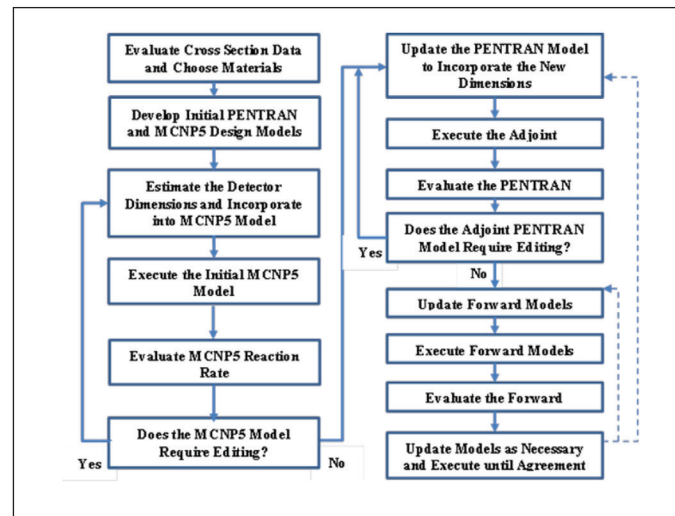 Evaluate Cross Section Data
and Choose Materials
Develop Initial PENTRAN
and MCNP5 Design Models
Estimate the Detector
Dimensions and Incorporate
into MCNP5 Model
Execute the Initial MCNP5
Model
Evaluate MCNP5 Reaction
Rate
Does the MCNP5 Model
Require Editing?
Yes
No
Update the PENTRAN Model
to Incorporate the New
Dimensions
Execute the Adjoint
Evaluate the PENTRAN
Does the Adjoint PENTRAN
Model Require Editing?
Yes
No
Update Forward Models
Execute Forward Models
Evaluate the Forward
Update Models as Necessary
and Execute until Agreement